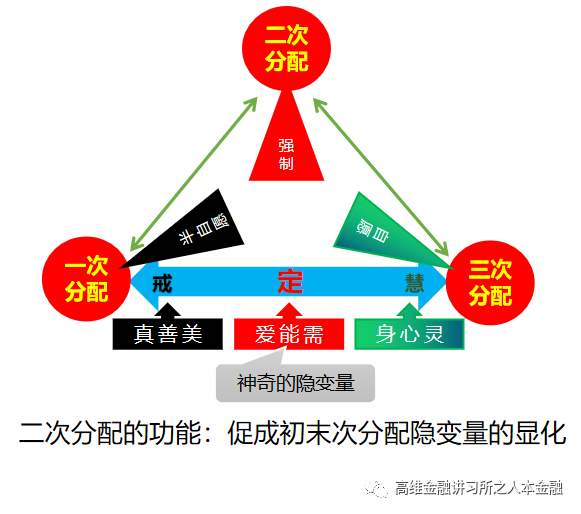 二次
分配
强
制
半自愿
自愿
一次
分配
戒
定
慧
三次
分配
真善美
爱能需
身心灵
神奇的隐变量
二次分配的功能：促成初末次分配隐变量的显化
高维金融讲习所之人本金融